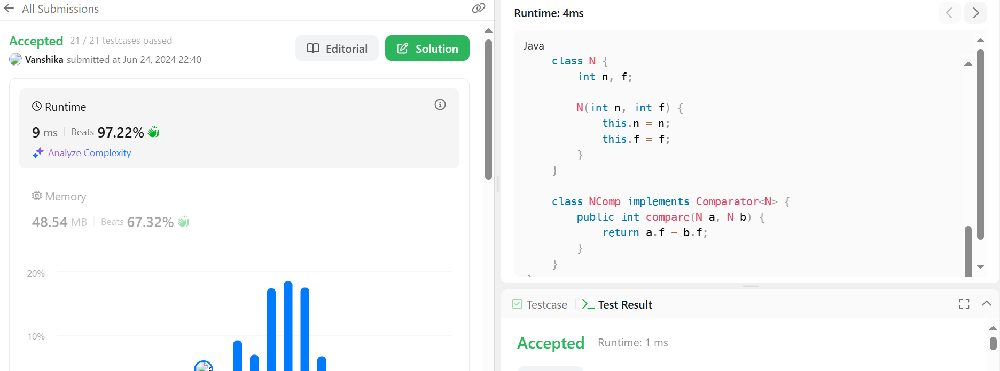 All Submissions
Accepted 21 / 21 testcases passed
Vanshika submitted at Jun 24, 2024 22:40
Editorial
Solution
Runtime
9 ms | Beats 97.22%
Analyze Complexity
Memory
48.54 MB | Beats 67.32%
20%
10%
Runtime: 4ms
Java
class N {
int n, f;
N(int n, int f) {
this.n = n;
this.f = f;
}
}
class NComp implements Comparator<N> {
public int compare(N a, N b) {
return a.f - b.f;
}
}
Testcase | >_ Test Result
Accepted Runtime: 1 ms